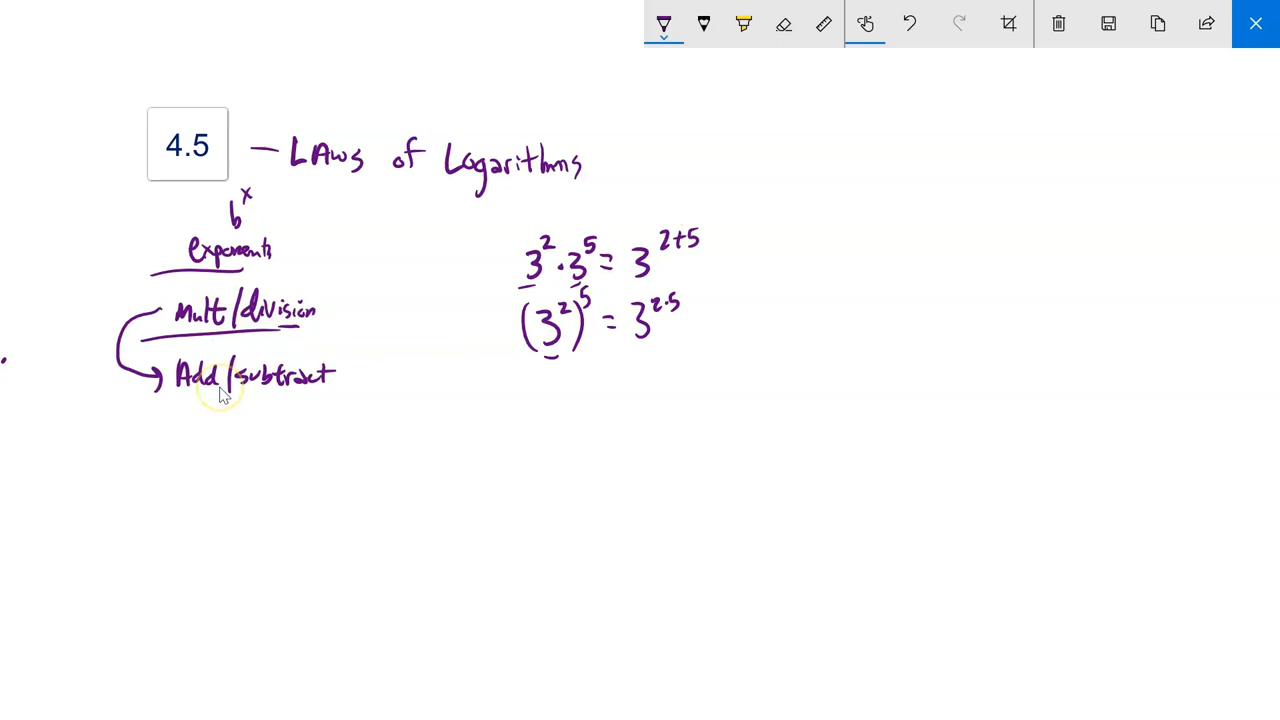 4.5 — LAws of Logarithms
b^x
exponents
Mult/division
Add/subtract
3^2 · 3^5 = 3^{2+5}
(3^2)^5 = 3^{2·5}